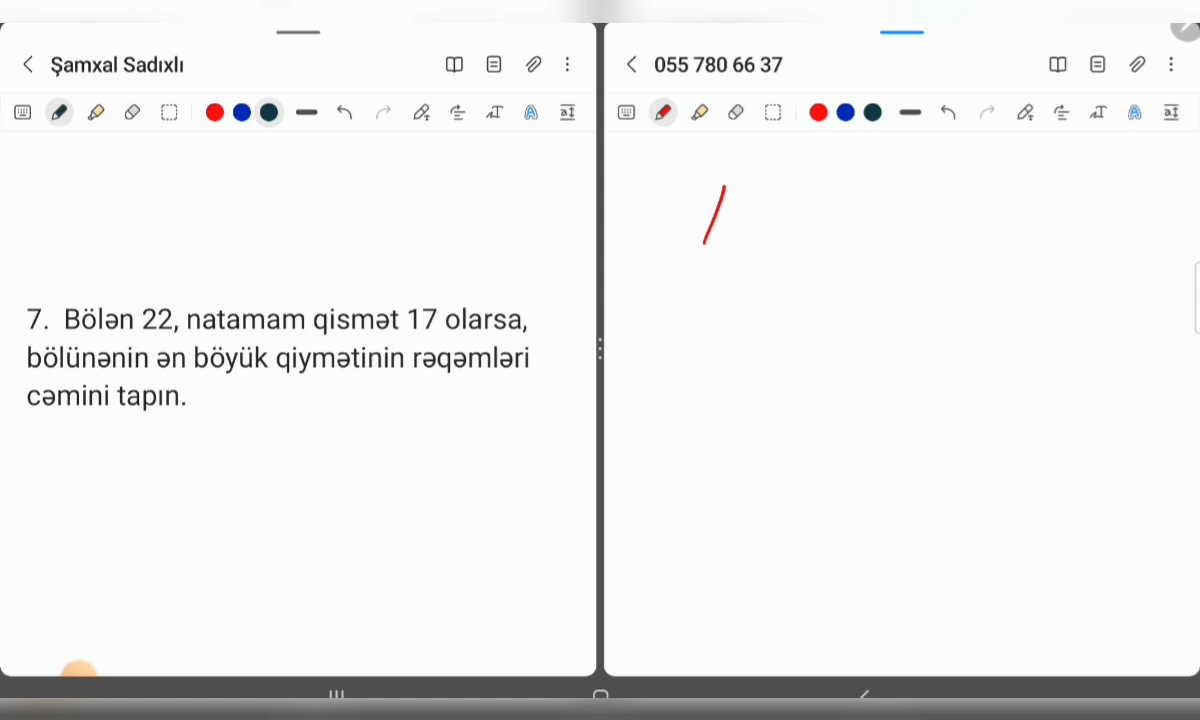 Şamxal Sadıxlı
055 780 66 37
7. Bölən 22, natamam qismət 17 olarsa,
bölünənin ən böyük qiymətinin rəqəmləri
cəmini tapın.